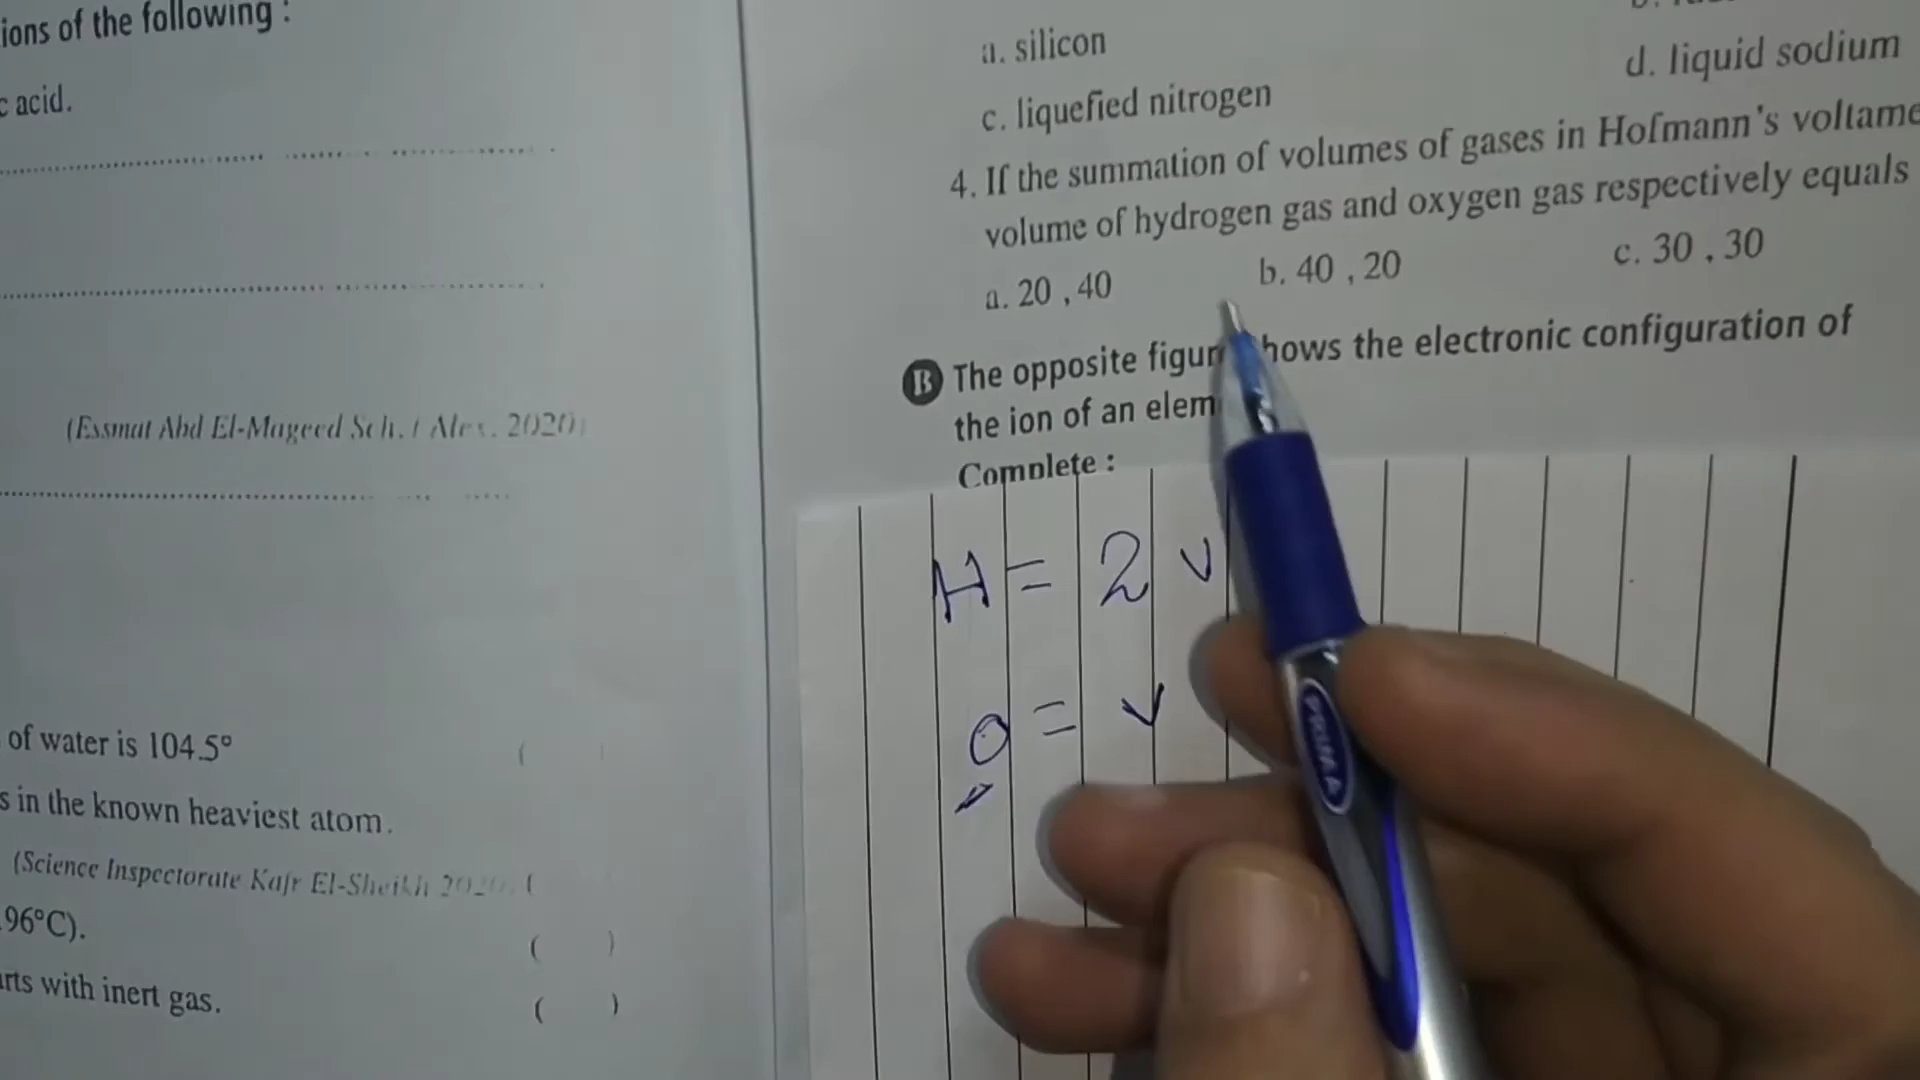 ions of the following :
c acid.
(Essmat Abd El-Mageed Sch. / Alex. 2020)
of water is 104.5°
( )
s in the known heaviest atom.
(Science Inspectorate Kafr El-Sheikh 2020) (
96°C).
( )
rts with inert gas.
( )
a. silicon
c. liquefied nitrogen
d. liquid sodium
4. If the summation of volumes of gases in Hofmann's voltame
volume of hydrogen gas and oxygen gas respectively equals
a. 20 , 40
b. 40 , 20
c. 30 , 30
B The opposite figur hows the electronic configuration of
the ion of an elem
Complete :
H = 2 v
O = v
PRIMA